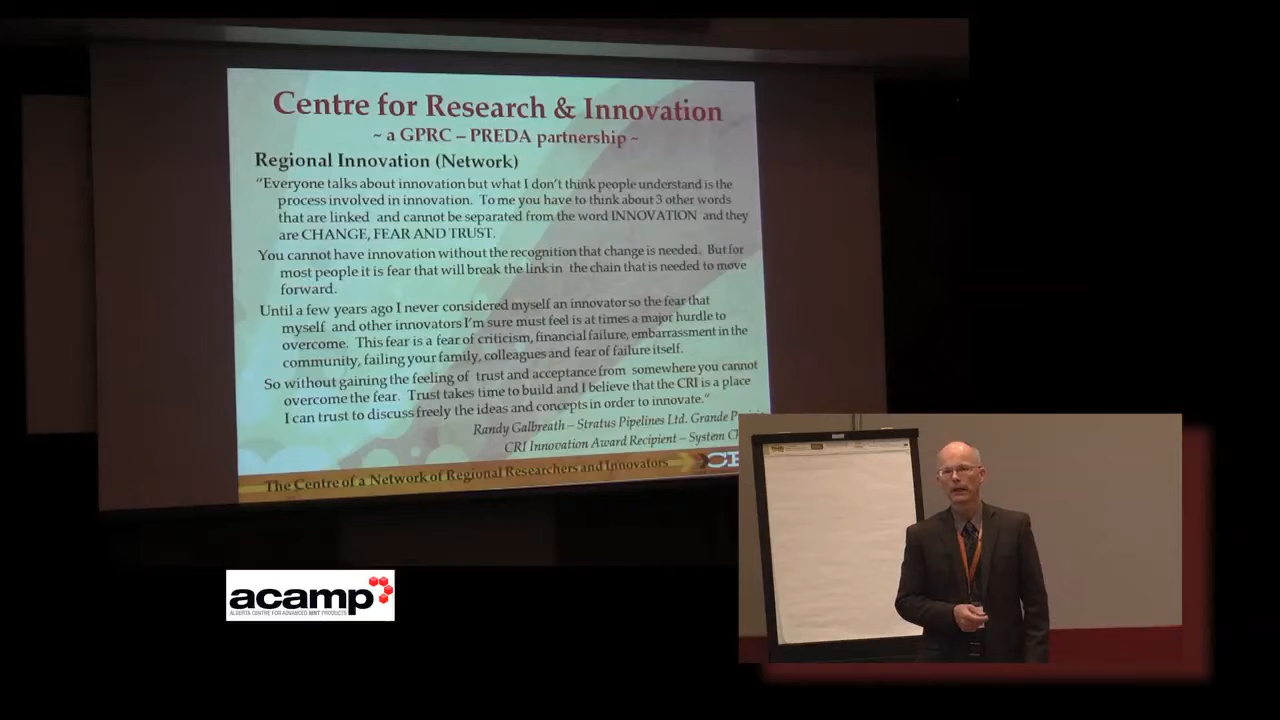 Centre for Research & Innovation
~ a GPRC – PREDA partnership ~
Regional Innovation (Network)
“Everyone talks about innovation but what I don’t think people understand is the
process involved in innovation. To me you have to think about 3 other words
that are linked and cannot be separated from the word INNOVATION and they
are CHANGE, FEAR AND TRUST.
You cannot have innovation without the recognition that change is needed. But for
most people it is fear that will break the link in the chain that is needed to move
forward.
Until a few years ago I never considered myself an innovator so the fear that
myself and other innovators I’m sure must feel is at times a major hurdle to
overcome. This fear is a fear of criticism, financial failure, embarrassment in the
community, failing your family, colleagues and fear of failure itself.
So without gaining the feeling of trust and acceptance from somewhere you cannot
overcome the fear. Trust takes time to build and I believe that the CRI is a place
I can trust to discuss freely the ideas and concepts in order to innovate.”
Randy Galbreath – Stratus Pipelines Ltd. Grande
CRI Innovation Award Recipient – System
The Centre of a Network of Regional Researchers and Innovators
acamp
ALBERTA CENTRE FOR ADVANCED MNT PRODUCTS